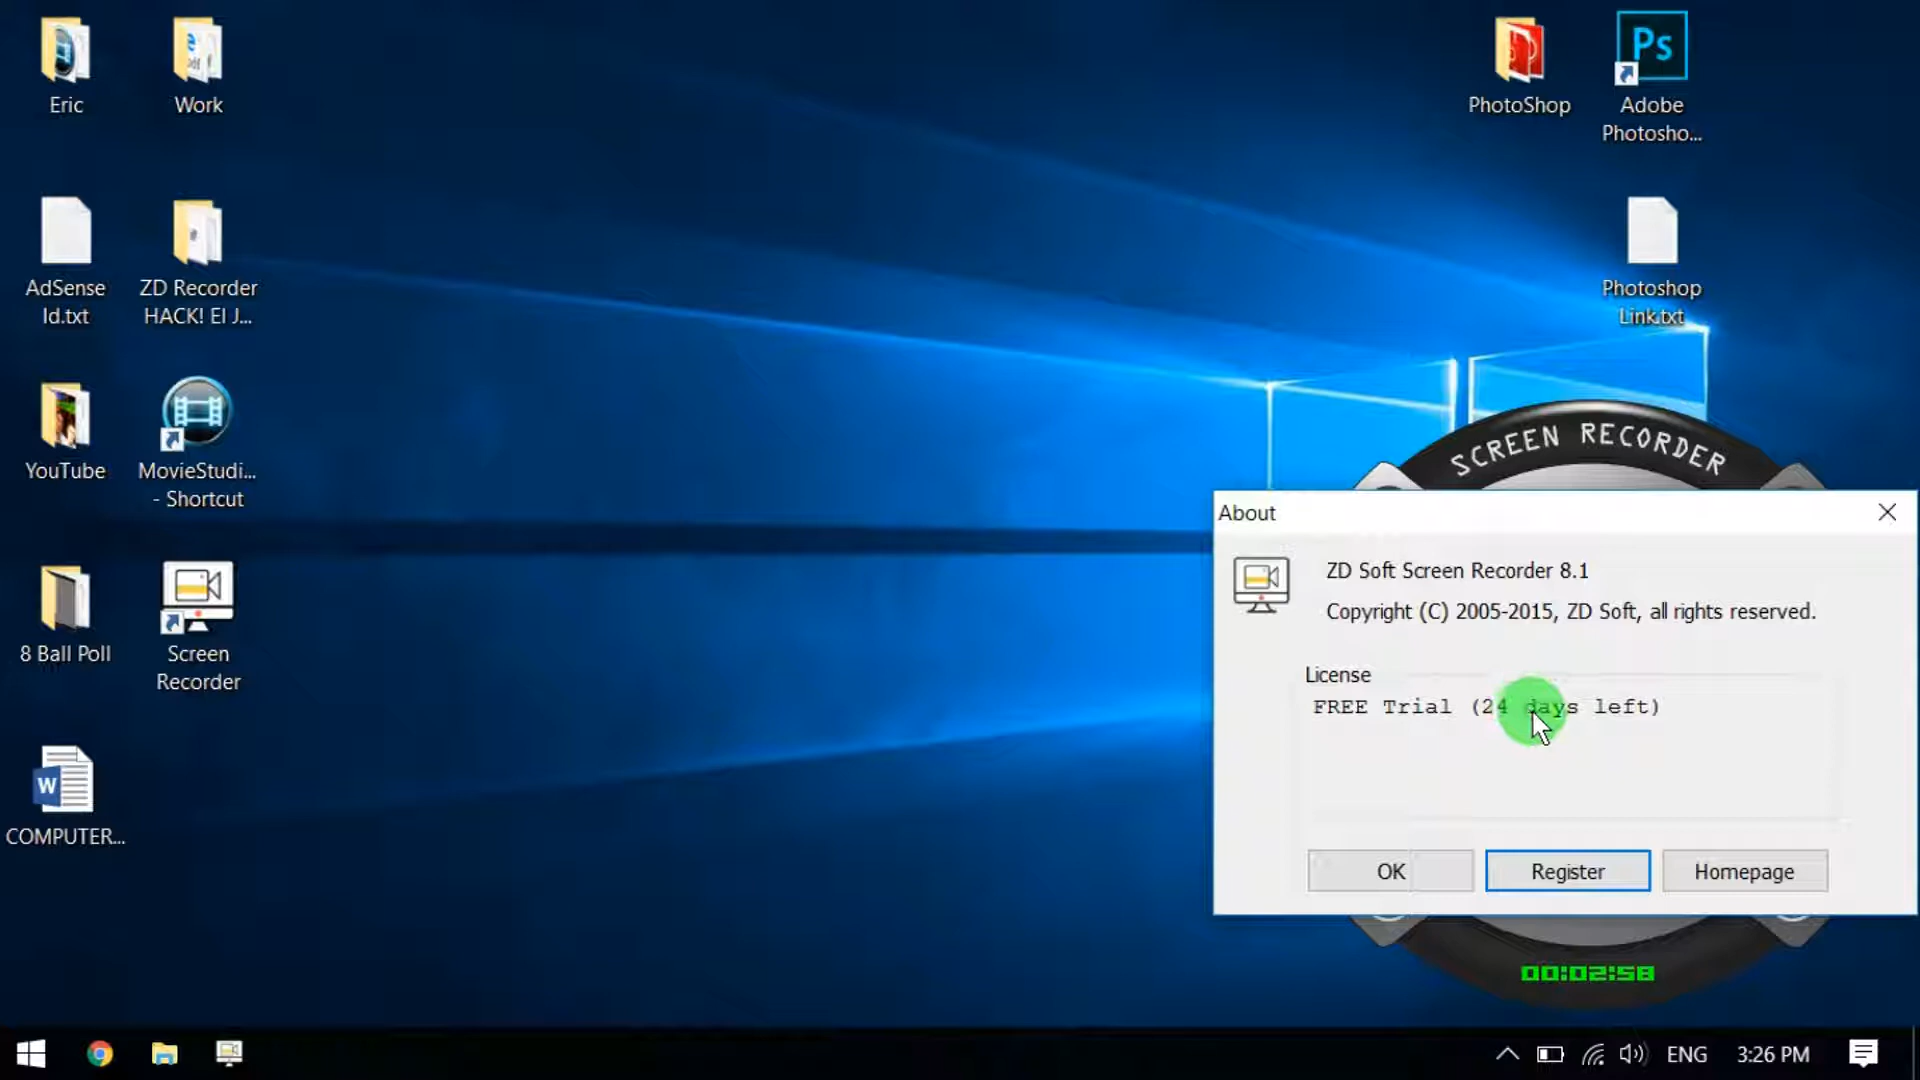 Eric
Work
PhotoShop
Ps
Adobe
Photosho...
AdSense
Id.txt
ZD Recorder
HACK! El J...
Photoshop
Link.txt
YouTube
MovieStudi...
- Shortcut
SCREEN RECORDER
About
ZD Soft Screen Recorder 8.1
Copyright (C) 2005-2015, ZD Soft, all rights reserved.
License
FREE Trial (24 days left)
8 Ball Poll
Screen
Recorder
W
COMPUTER...
OK
Register
Homepage
00:02:58
ENG
3:26 PM